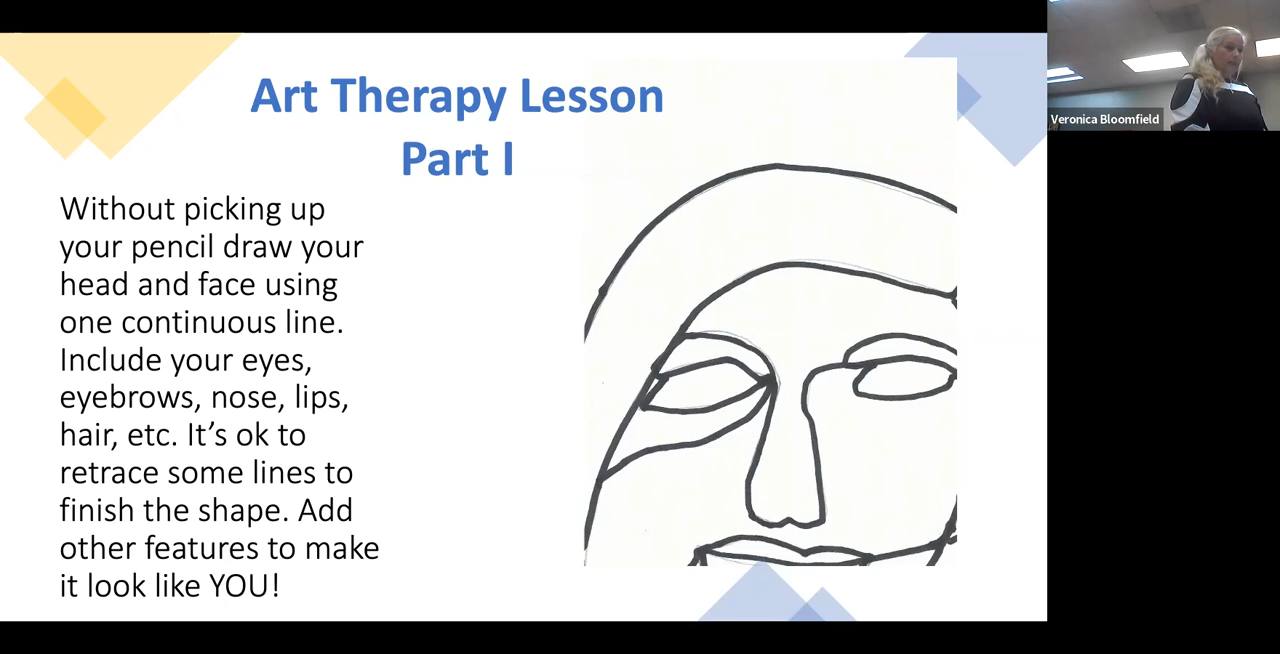 Art Therapy Lesson
Part I
Without picking up
your pencil draw your
head and face using
one continuous line.
Include your eyes,
eyebrows, nose, lips,
hair, etc. It’s ok to
retrace some lines to
finish the shape. Add
other features to make
it look like YOU!
Veronica Bloomfield